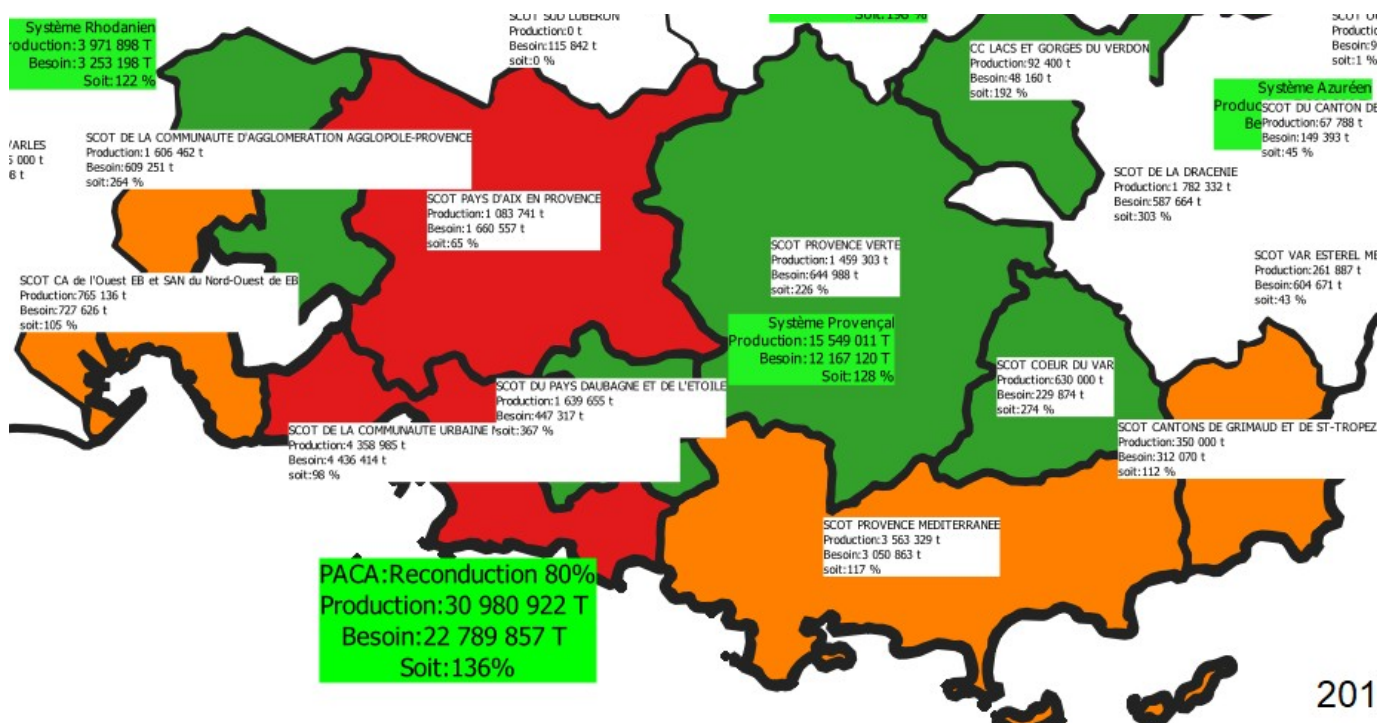 SCOT SUD LUBERON
Production:0 t
Besoin:115 842 t
soit:0 %
Système Rhodanien
Production:3 971 898 T
Besoin:3 253 198 T
Soit:122 %
CC LACS ET GORGES DU VERDON
Production:92 400 t
Besoin:48 160 t
soit:192 %
soit:1 %
Système Azuréen
SCOT DU CANTON DE
Production:67 788 t
Besoin:149 393 t
soit:45 %
SCOT DE LA COMMUNAUTE D'AGGLOMERATION AGGLOPOLE-PROVENCE
Production:1 606 462 t
Besoin:609 251 t
soit:264 %
SCOT DE LA DRACENIE
Production:1 782 332 t
Besoin:587 664 t
soit:303 %
SCOT PAYS D'AIX EN PROVENCE
Production:1 083 741 t
Besoin:1 660 557 t
soit:65 %
SCOT PROVENCE VERTE
Production:1 459 303 t
Besoin:644 988 t
soit:226 %
SCOT VAR ESTEREL
Production:261 887 t
Besoin:604 671 t
soit:43 %
SCOT CA de l'Ouest EB et SAN du Nord-Ouest de EB
Production:765 136 t
Besoin:727 626 t
soit:105 %
Système Provençal
Production:15 549 011 T
Besoin:12 167 120 T
Soit:128 %
SCOT COEUR DU VAR
Production:630 000 t
Besoin:229 874 t
soit:274 %
SCOT DU PAYS DAUBAGNE ET DE L'ETOILE
Production:1 639 655 t
Besoin:447 317 t
soit:367 %
SCOT DE LA COMMUNAUTE URBAINE
Production:4 358 985 t
Besoin:4 436 414 t
soit:98 %
SCOT CANTONS DE GRIMAUD ET DE ST-TROPEZ
Production:350 000 t
Besoin:312 070 t
soit:112 %
SCOT PROVENCE MEDITERRANEE
Production:3 563 329 t
Besoin:3 050 863 t
soit:117 %
PACA:Reconduction 80%
Production:30 980 922 T
Besoin:22 789 857 T
Soit:136%
201